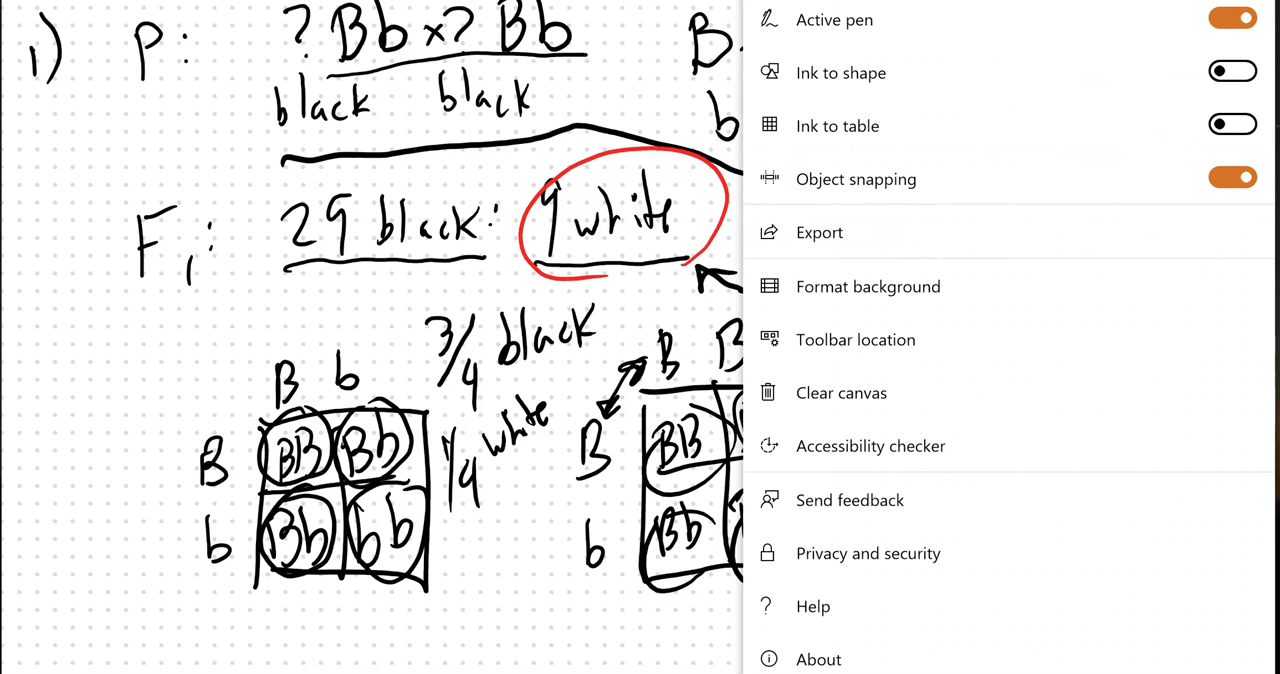 1) P: ? Bb x ? Bb
B
black black
b
F1: 29 black: 9 white
3/4 black
1/4 white
B b
B BB Bb
b Bb bb
B B
B BB
b Bb
Active pen
Ink to shape
Ink to table
Object snapping
Export
Format background
Toolbar location
Clear canvas
Accessibility checker
Send feedback
Privacy and security
Help
About